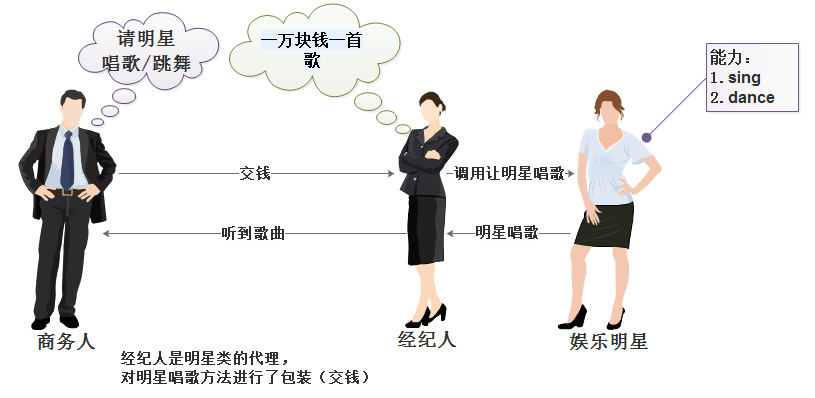 请明星
唱歌/跳舞
一万块钱一首
歌
能力：
1. sing
2. dance
交钱
调用让明星唱歌
听到歌曲
明星唱歌
商务人
经纪人
娱乐明星
经纪人是明星类的代理，
对明星唱歌方法进行了包装（交钱）